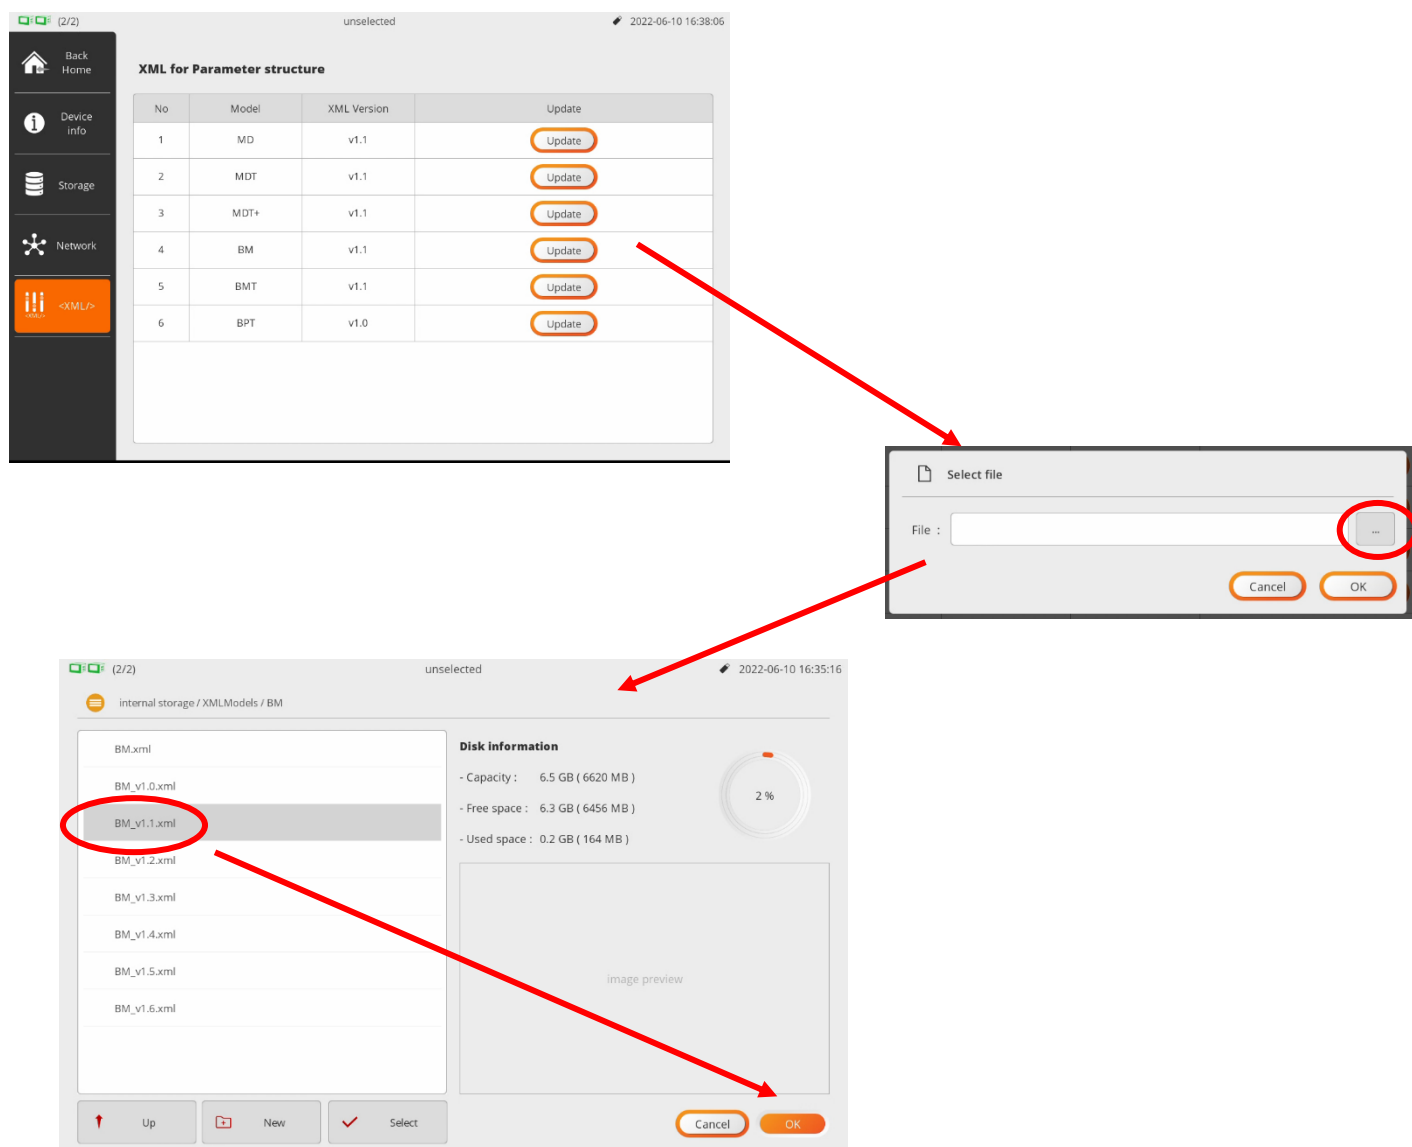 (2/2) unselected 2022-06-10 16:38:06
Back
Home
Device
info
Storage
Network
<XML/>
<XML/>
XML for Parameter structure
No Model XML Version Update
1 MD v1.1 Update
2 MDT v1.1 Update
3 MDT+ v1.1 Update
4 BM v1.1 Update
5 BMT v1.1 Update
6 BPT v1.0 Update
Select file
File : ...
Cancel OK
(2/2) unselected 2022-06-10 16:35:16
internal storage / XMLModels / BM
BM.xml
BM_v1.0.xml
BM_v1.1.xml
BM_v1.2.xml
BM_v1.3.xml
BM_v1.4.xml
BM_v1.5.xml
BM_v1.6.xml
Disk information
- Capacity : 6.5 GB ( 6620 MB )
- Free space : 6.3 GB ( 6456 MB )
- Used space : 0.2 GB ( 164 MB )
2 %
image preview
Up New Select
Cancel OK